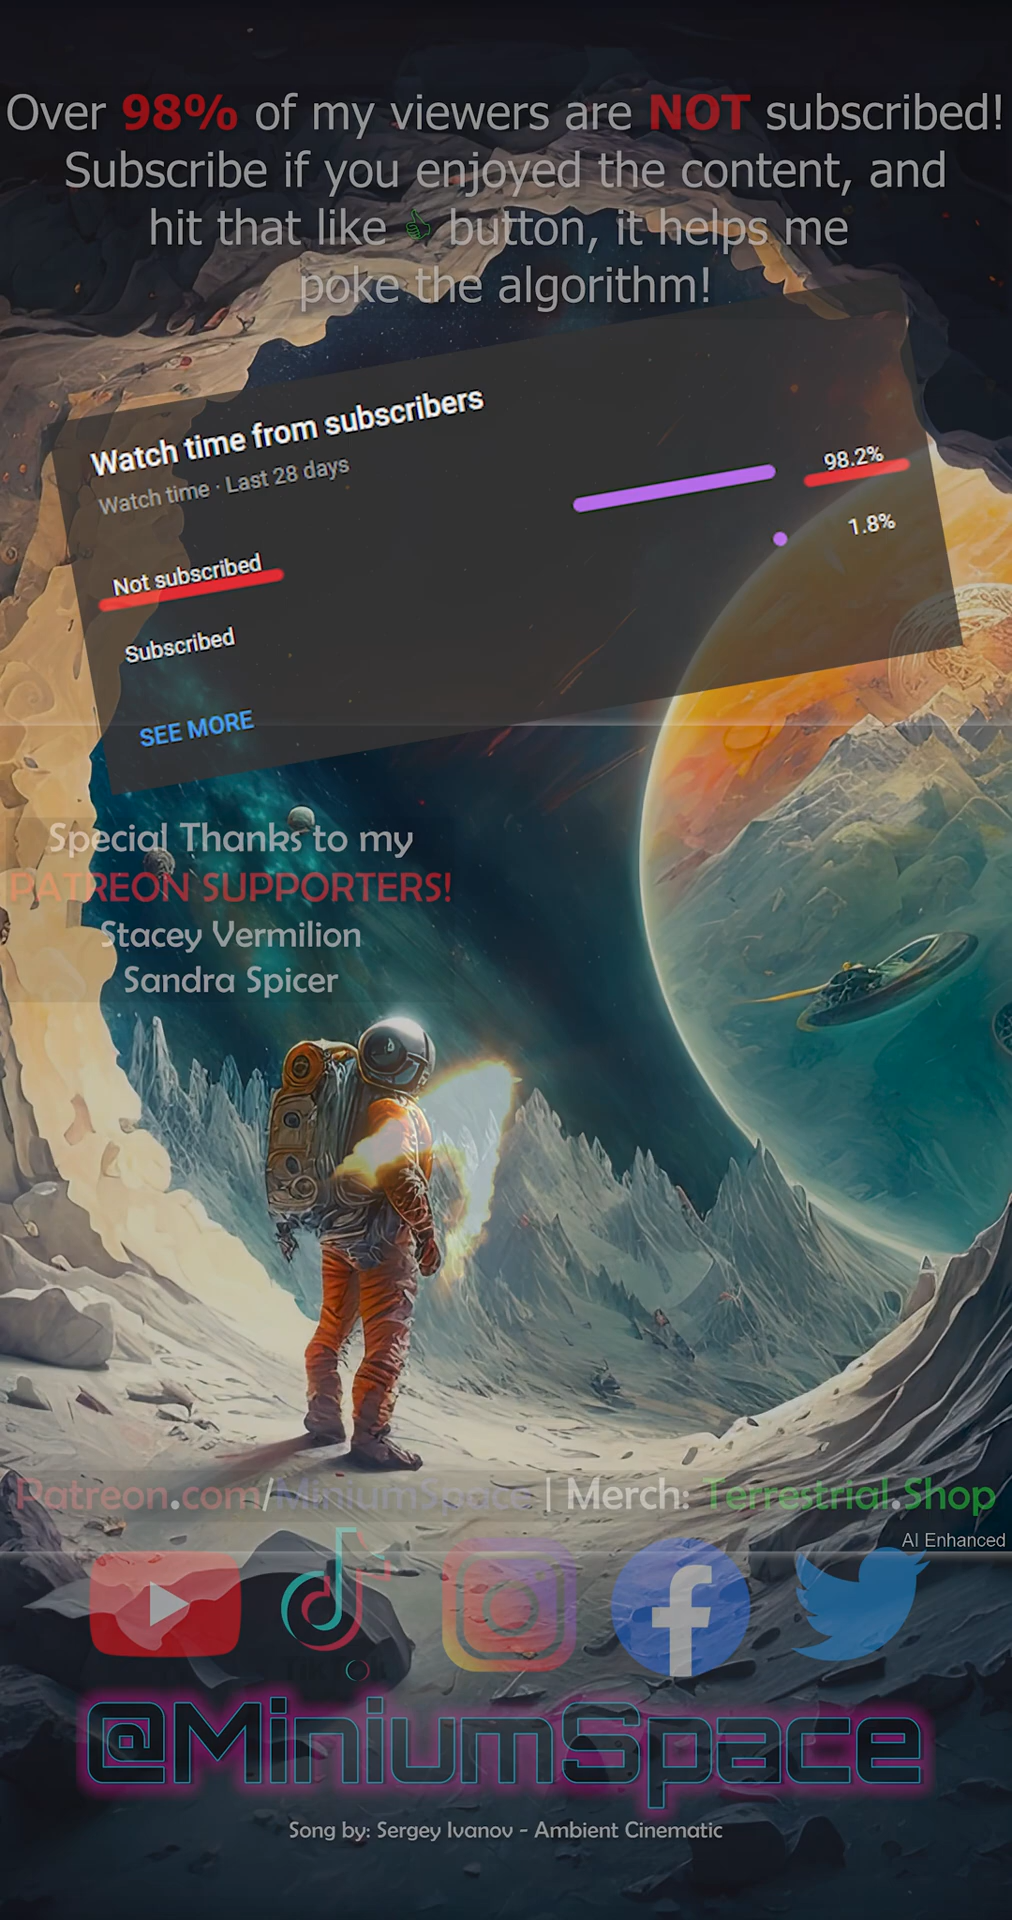 Over 98% of my viewers are NOT subscribed!
Subscribe if you enjoyed the content, and
hit that like 👍 button, it helps me
poke the algorithm!
Watch time from subscribers
Watch time · Last 28 days
Not subscribed 98.2%
Subscribed 1.8%
SEE MORE
Special Thanks to my
PATREON SUPPORTERS!
Stacey Vermilion
Sandra Spicer
Patreon.com/MiniumSpace | Merch: Terrestrial.Shop
AI Enhanced
@MiniumSpace
Song by: Sergey Ivanov - Ambient Cinematic